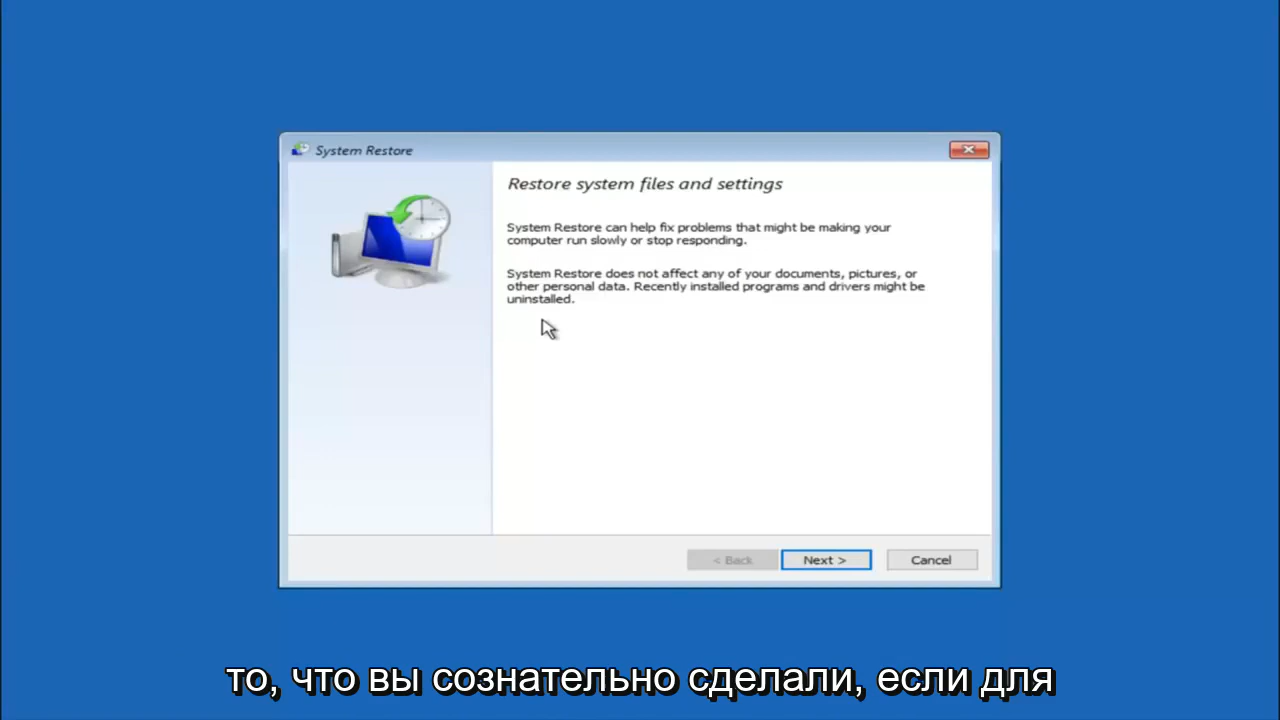 System Restore
Restore system files and settings
System Restore can help fix problems that might be making your
computer run slowly or stop responding.
System Restore does not affect any of your documents, pictures, or
other personal data. Recently installed programs and drivers might be
uninstalled.
< Back
Next >
Cancel
то, что вы сознательно сделали, если для